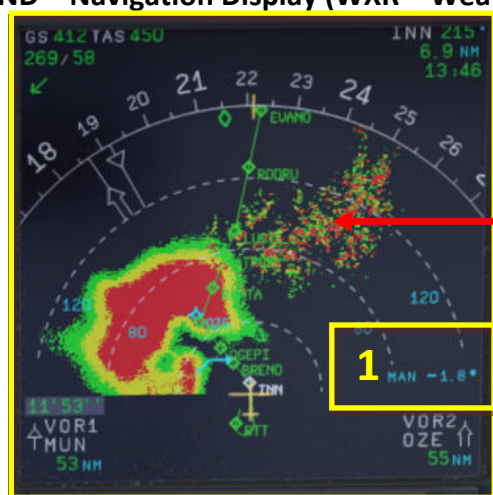 ND – Navigation Display (WXR – Wea
GS 412 TAS 450
269/58
INN 215°
6.9 NM
13:46
18 19 20 21 22 23 24 25 26
EVANO
RODRU
OZE
OGEPI
BRENO
INN
RTT
120 120
80 80
1 MAN -1.8°
11'53''
VOR1
MUN
53 NM
VOR2
OZE
55 NM